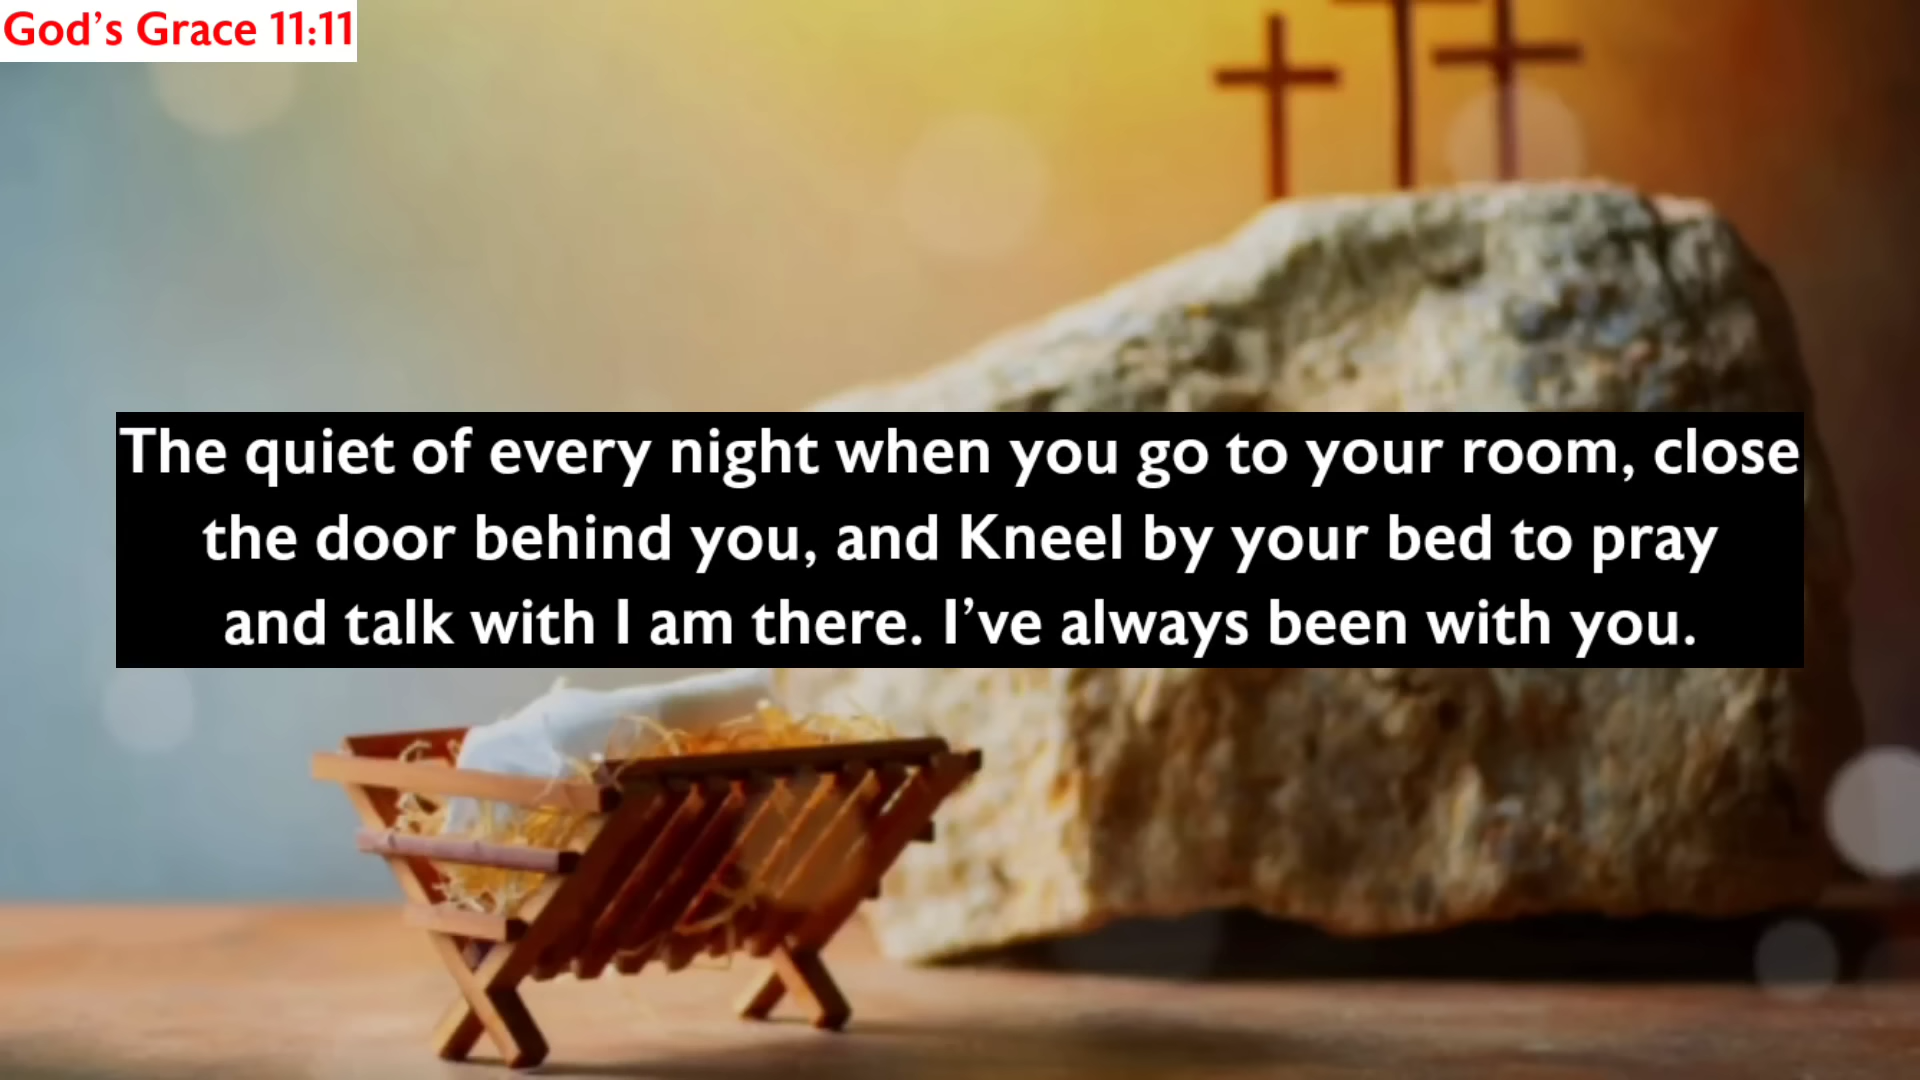 God’s Grace 11:11
The quiet of every night when you go to your room, close
the door behind you, and Kneel by your bed to pray
and talk with I am there. I’ve always been with you.